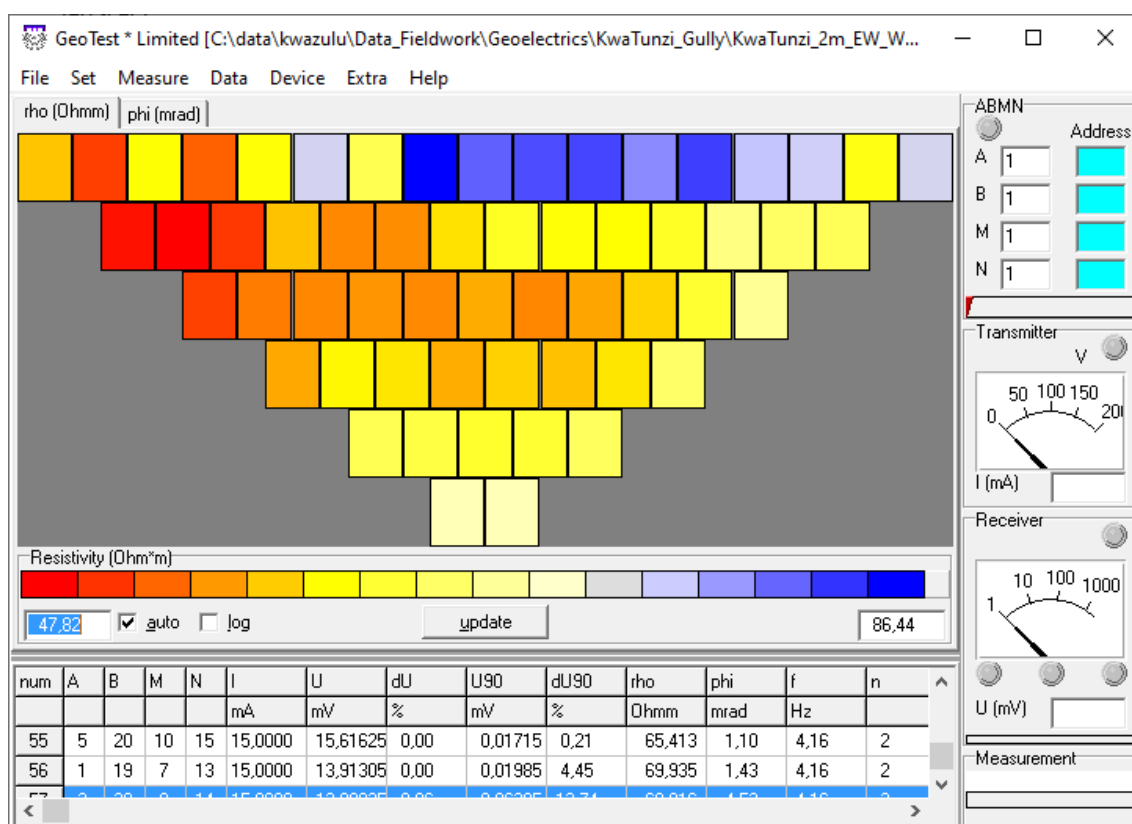 GeoTest * Limited [C:\data\kwazulu\Data_Fieldwork\Geoelectrics\KwaTunzi_Gully\KwaTunzi_2m_EW_W...
File Set Measure Data Device Extra Help
rho (Ohmm) phi (mrad)
ABMN
Address
A 1
B 1
M 1
N 1
Transmitter
V
0 50 100 150 200
I (mA)
Receiver
1 10 100 1000
U (mV)
Measurement
Resistivity (Ohm*m)
47,82 auto log update 86,44
num A B M N I U dU U90 dU90 rho phi f n
mA mV % mV % Ohmm mrad Hz
55 5 20 10 15 15,0000 15,61625 0,00 0,01715 0,21 65,413 1,10 4,16 2
56 1 19 7 13 15,0000 13,91305 0,00 0,01985 4,45 69,935 1,43 4,16 2